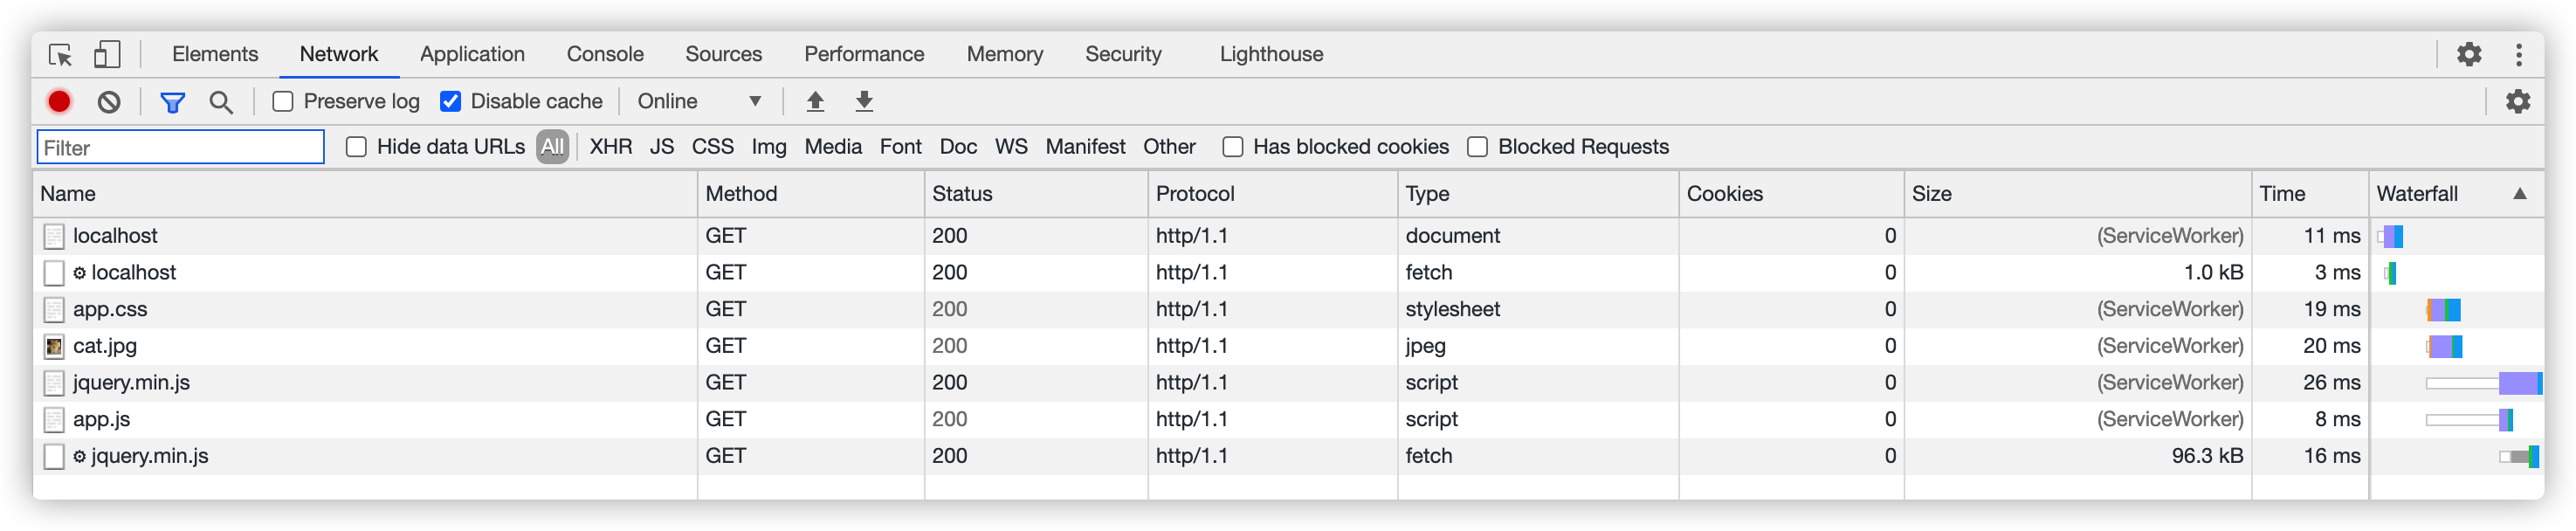 Elements Network Application Console Sources Performance Memory Security Lighthouse
Preserve log Disable cache Online
Filter Hide data URLs All XHR JS CSS Img Media Font Doc WS Manifest Other Has blocked cookies Blocked Requests
Name Method Status Protocol Type Cookies Size Time Waterfall
localhost GET 200 http/1.1 document 0 (ServiceWorker) 11 ms
localhost GET 200 http/1.1 fetch 0 1.0 kB 3 ms
app.css GET 200 http/1.1 stylesheet 0 (ServiceWorker) 19 ms
cat.jpg GET 200 http/1.1 jpeg 0 (ServiceWorker) 20 ms
jquery.min.js GET 200 http/1.1 script 0 (ServiceWorker) 26 ms
app.js GET 200 http/1.1 script 0 (ServiceWorker) 8 ms
jquery.min.js GET 200 http/1.1 fetch 0 96.3 kB 16 ms